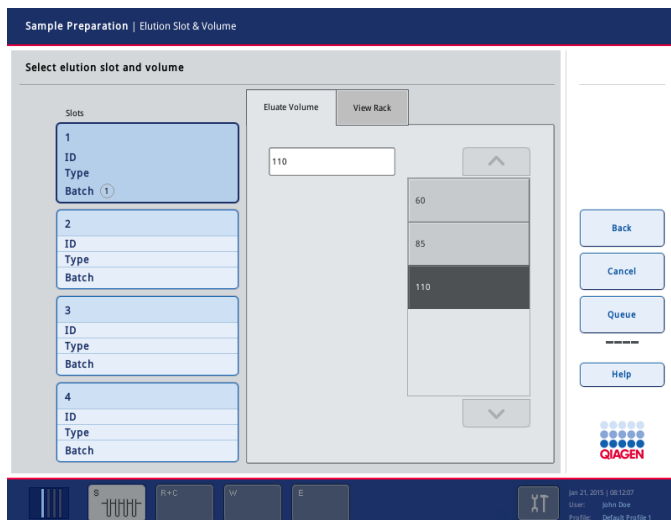 Sample Preparation | Elution Slot & Volume
Select elution slot and volume
Slots
1
ID
Type
Batch 1
2
ID
Type
Batch
3
ID
Type
Batch
4
ID
Type
Batch
Eluate Volume
View Rack
110
60
85
110
Back
Cancel
Queue
Help
QIAGEN
S
R+C
W
E
Jan 21, 2015 | 08:12:07
User: John Doe
Profile: Default Profile 1